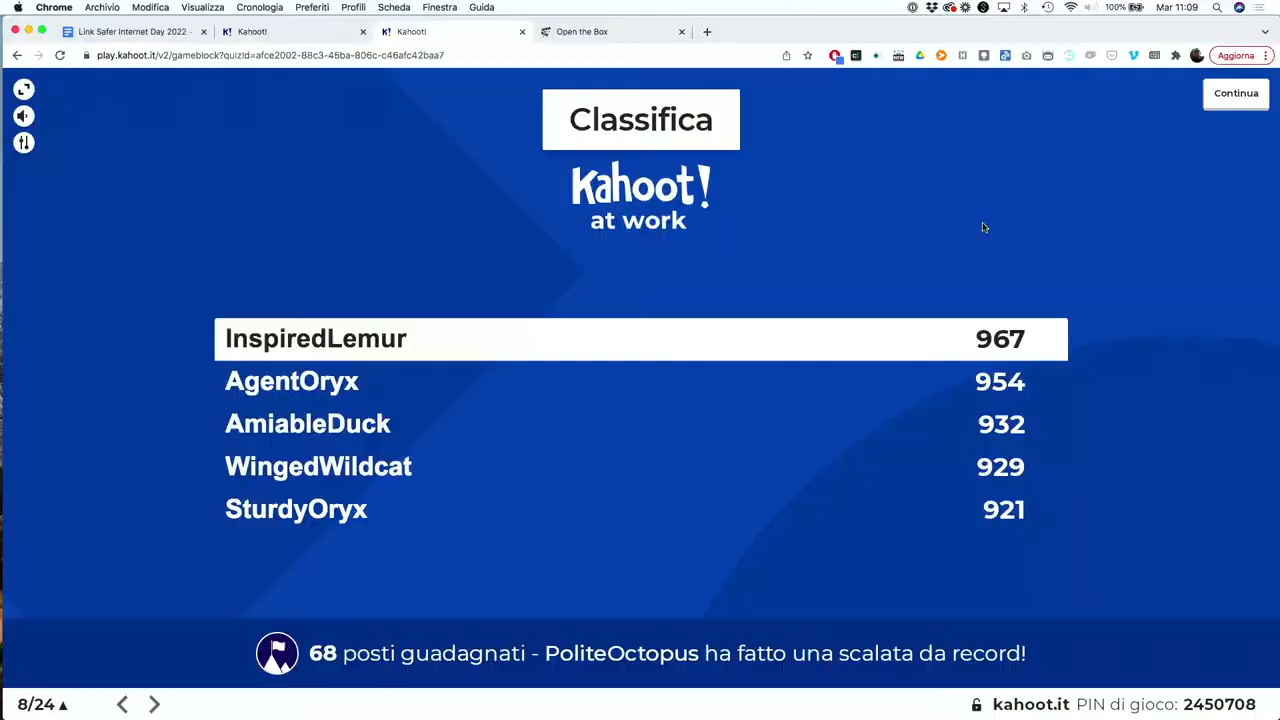 Chrome Archivio Modifica Visualizza Cronologia Preferiti Profili Scheda Finestra Guida 100% Mar 11:09
Link Safer Internet Day 2022 - Kahoot! Kahoot! Open the Box
play.kahoot.it/v2/gameblock?quizId=afce2002-88c3-45ba-806c-c46afc42baa7 Aggiorna
Continua
Classifica
Kahoot!
at work
InspiredLemur 967
AgentOryx 954
AmiableDuck 932
WingedWildcat 929
SturdyOryx 921
68 posti guadagnati - PoliteOctopus ha fatto una scalata da record!
8/24 kahoot.it PIN di gioco: 2450708